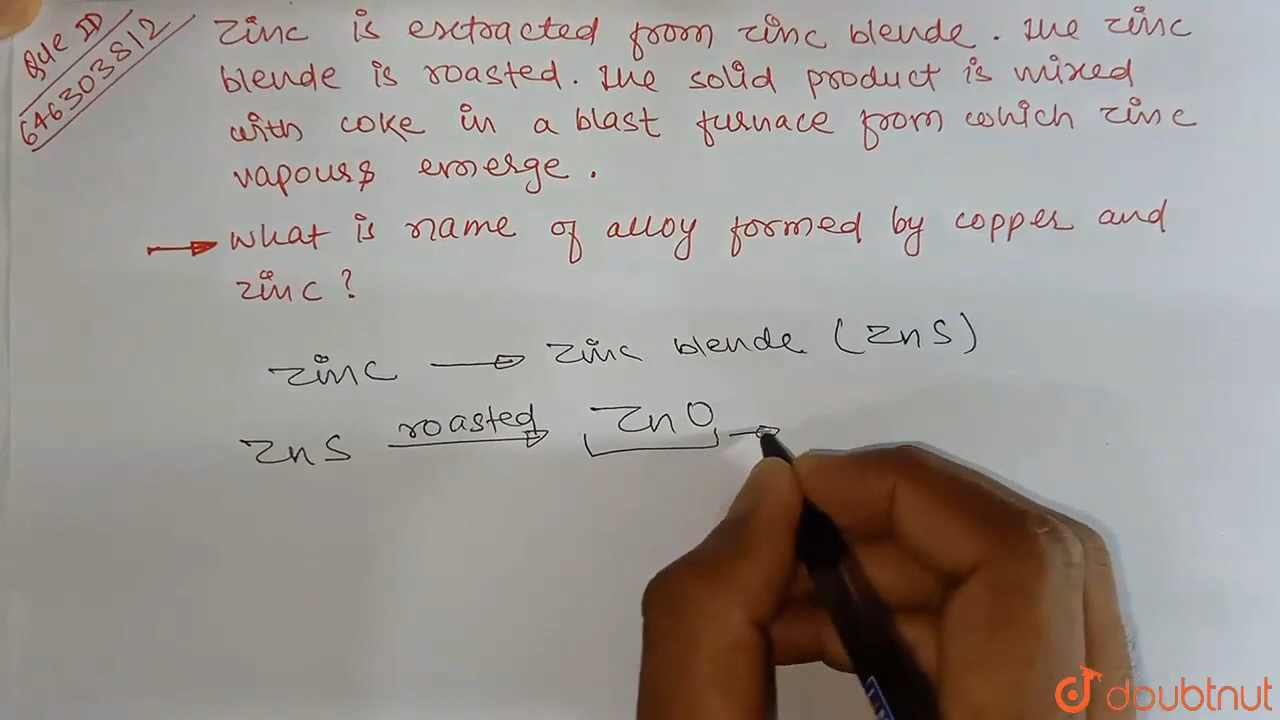 Que ID
646303812
Zinc is extracted from zinc blende. The zinc
blende is roasted. The solid product is mixed
with coke in a blast furnace from which zinc
vapours emerge.
→ What is name of alloy formed by copper and
zinc?
Zinc → Zinc blende (ZnS)
ZnS roasted→ ZnO →
doubtnut